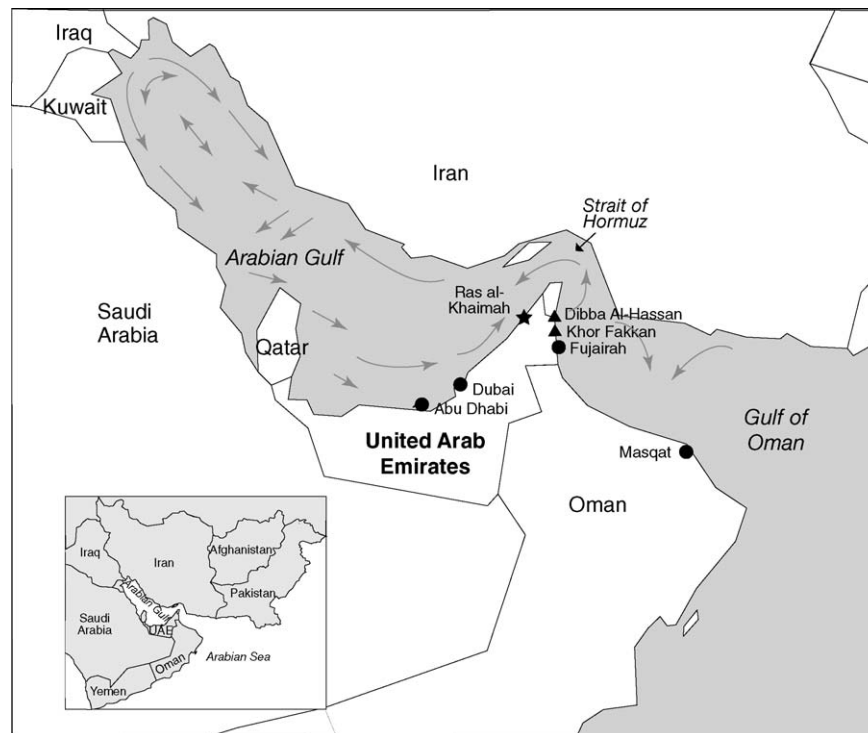 Iraq
Kuwait
Iran
Strait of
Hormuz
Arabian Gulf
Ras al-
Khaimah
Dibba Al-Hassan
Khor Fakkan
Fujairah
Saudi
Arabia
Qatar
Dubai
Abu Dhabi
United Arab
Emirates
Gulf of
Oman
Masqat
Oman
Iraq
Iran
Afghanistan
Pakistan
Arabian Gulf
Saudi
Arabia
UAE
Oman
Arabian Sea
Yemen